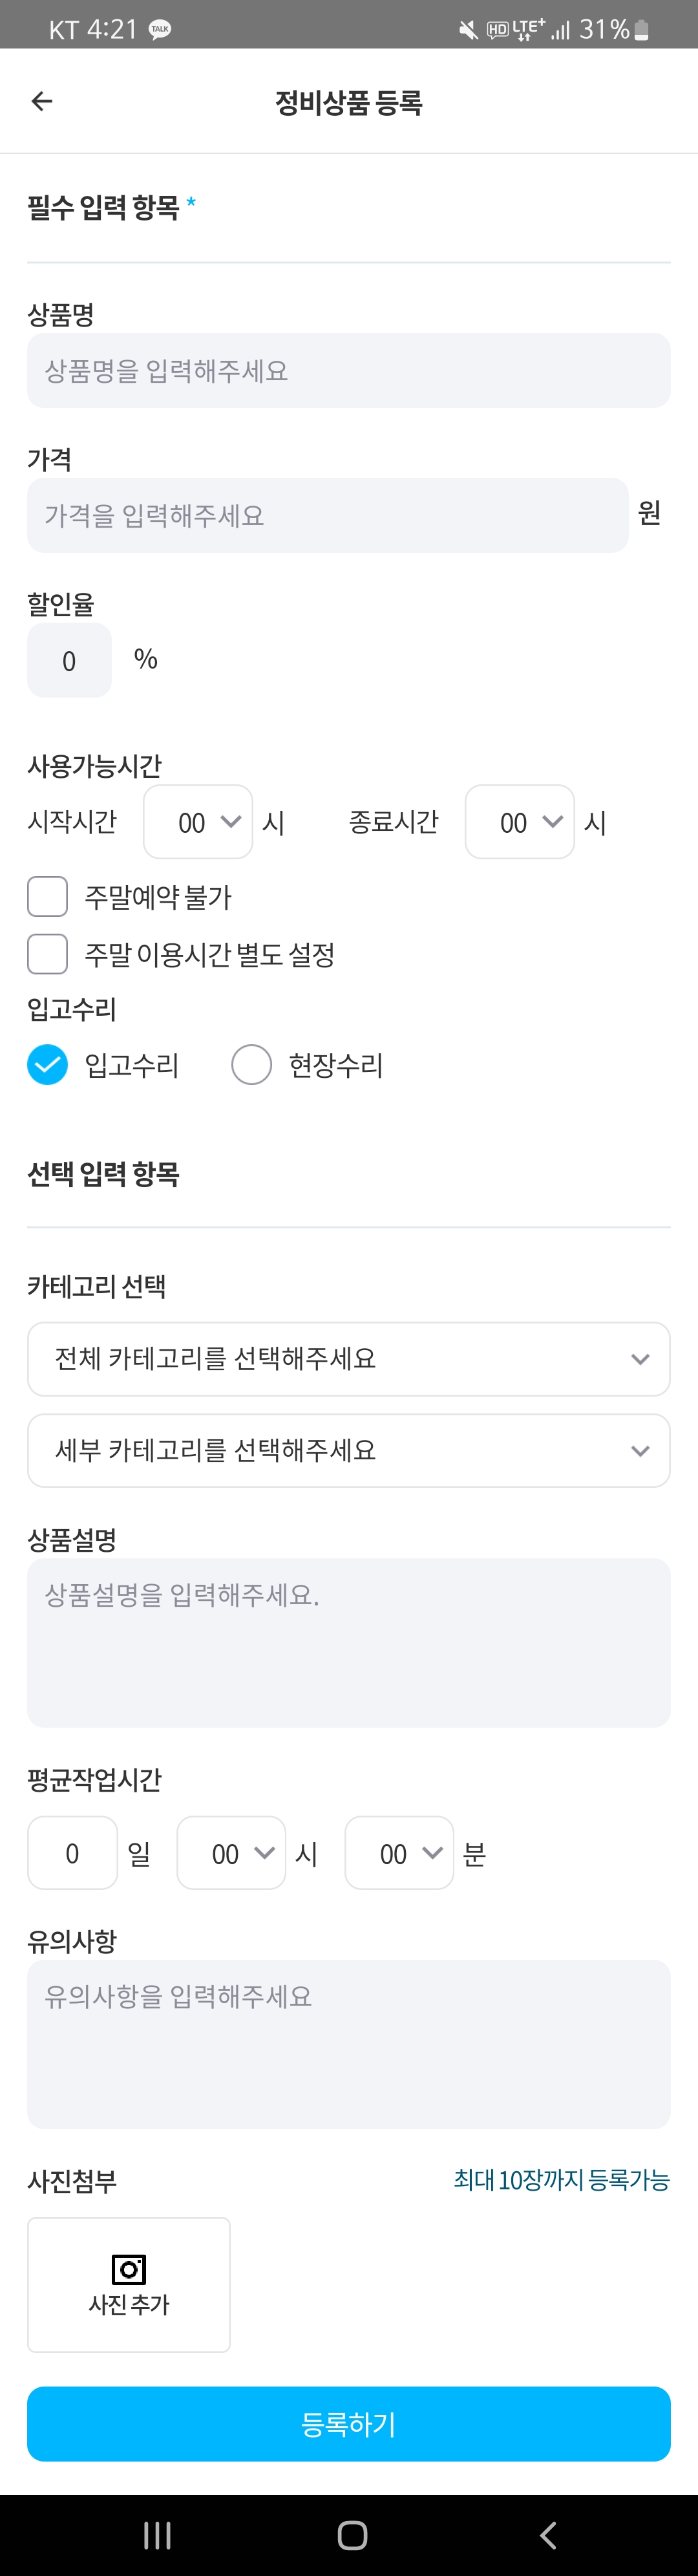 KT 4:21 TALK HD LTE+ 31%
정비상품 등록
필수 입력 항목 *
상품명
상품명을 입력해주세요
가격
가격을 입력해주세요 원
할인율
0 %
사용가능시간
시작시간 00 시 종료시간 00 시
주말예약 불가
주말 이용시간 별도 설정
입고수리
입고수리 현장수리
선택 입력 항목
카테고리 선택
전체 카테고리를 선택해주세요
세부 카테고리를 선택해주세요
상품설명
상품설명을 입력해주세요.
평균작업시간
0 일 00 시 00 분
유의사항
유의사항을 입력해주세요
사진첨부 최대 10장까지 등록가능
사진 추가
등록하기